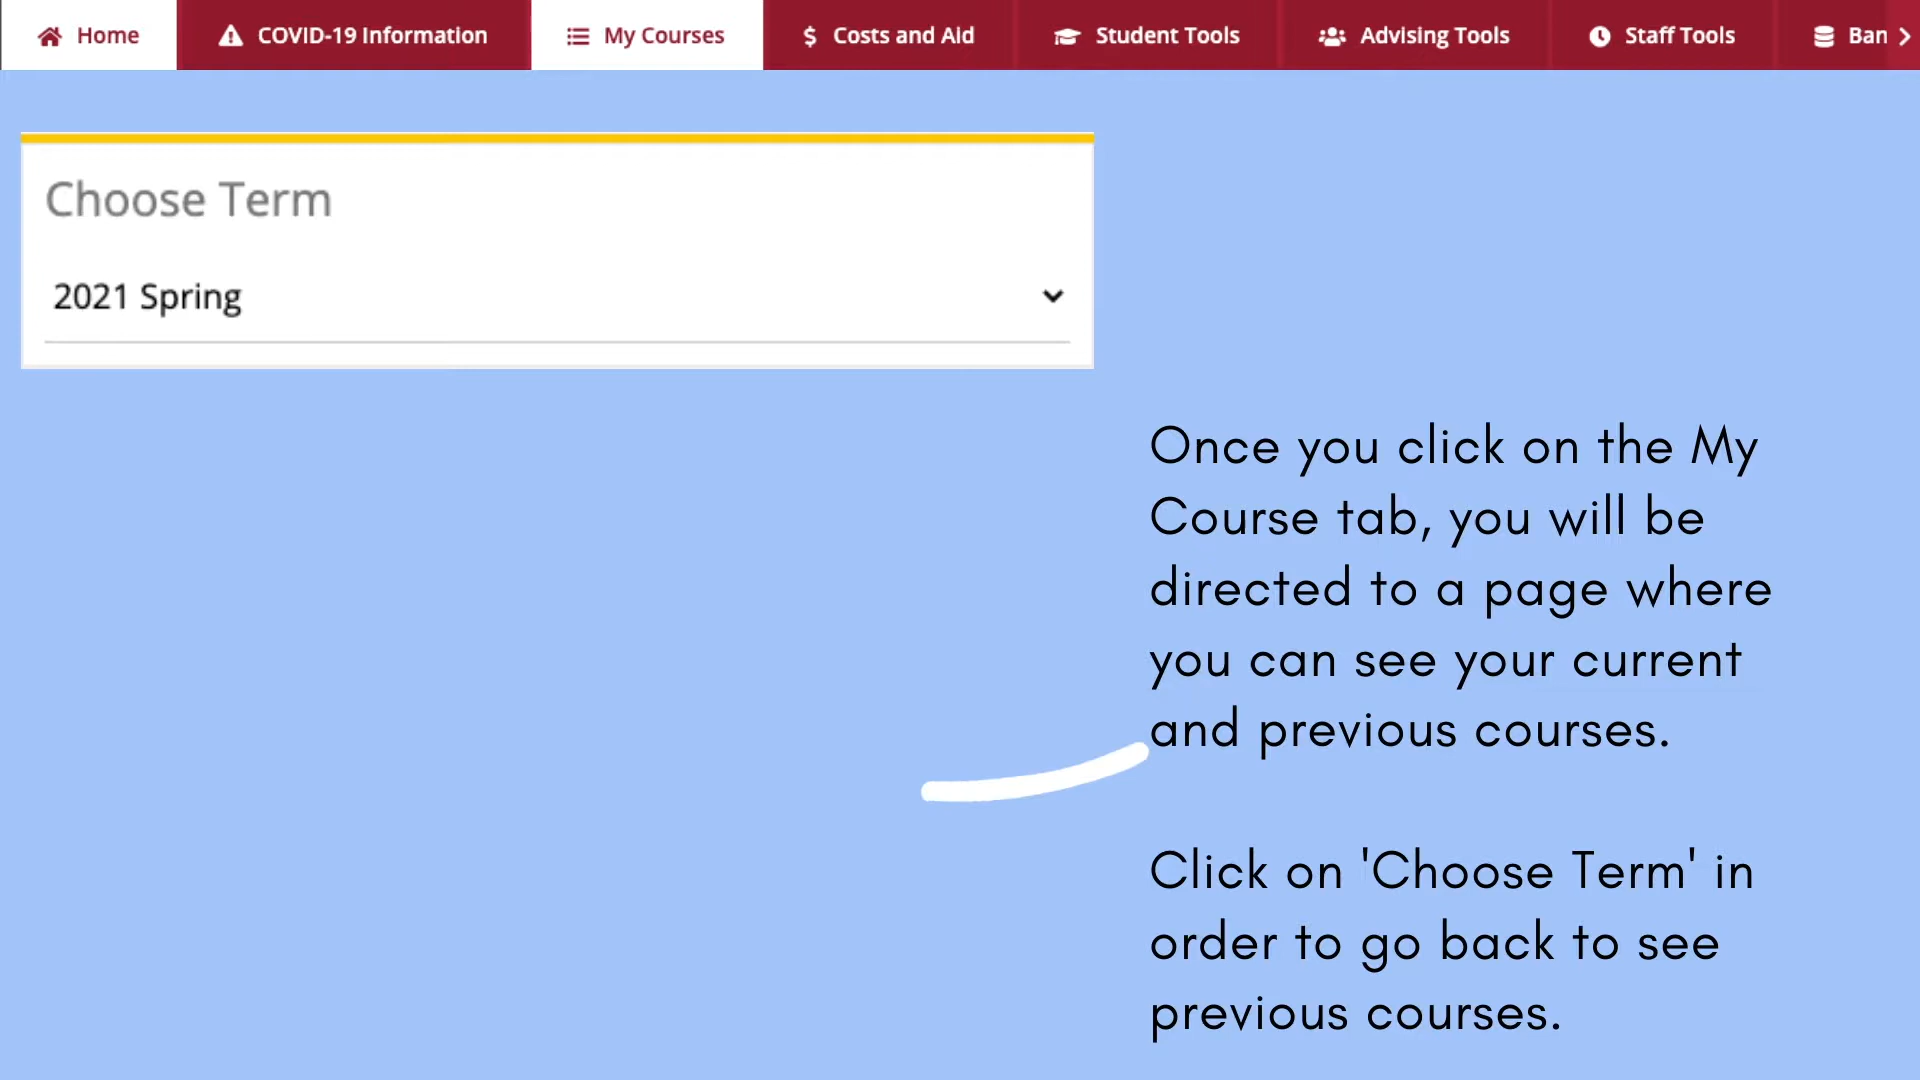 Home COVID-19 Information My Courses Costs and Aid Student Tools Advising Tools Staff Tools Ban
Choose Term
2021 Spring
Once you click on the My
Course tab, you will be
directed to a page where
you can see your current
and previous courses.
Click on 'Choose Term' in
order to go back to see
previous courses.